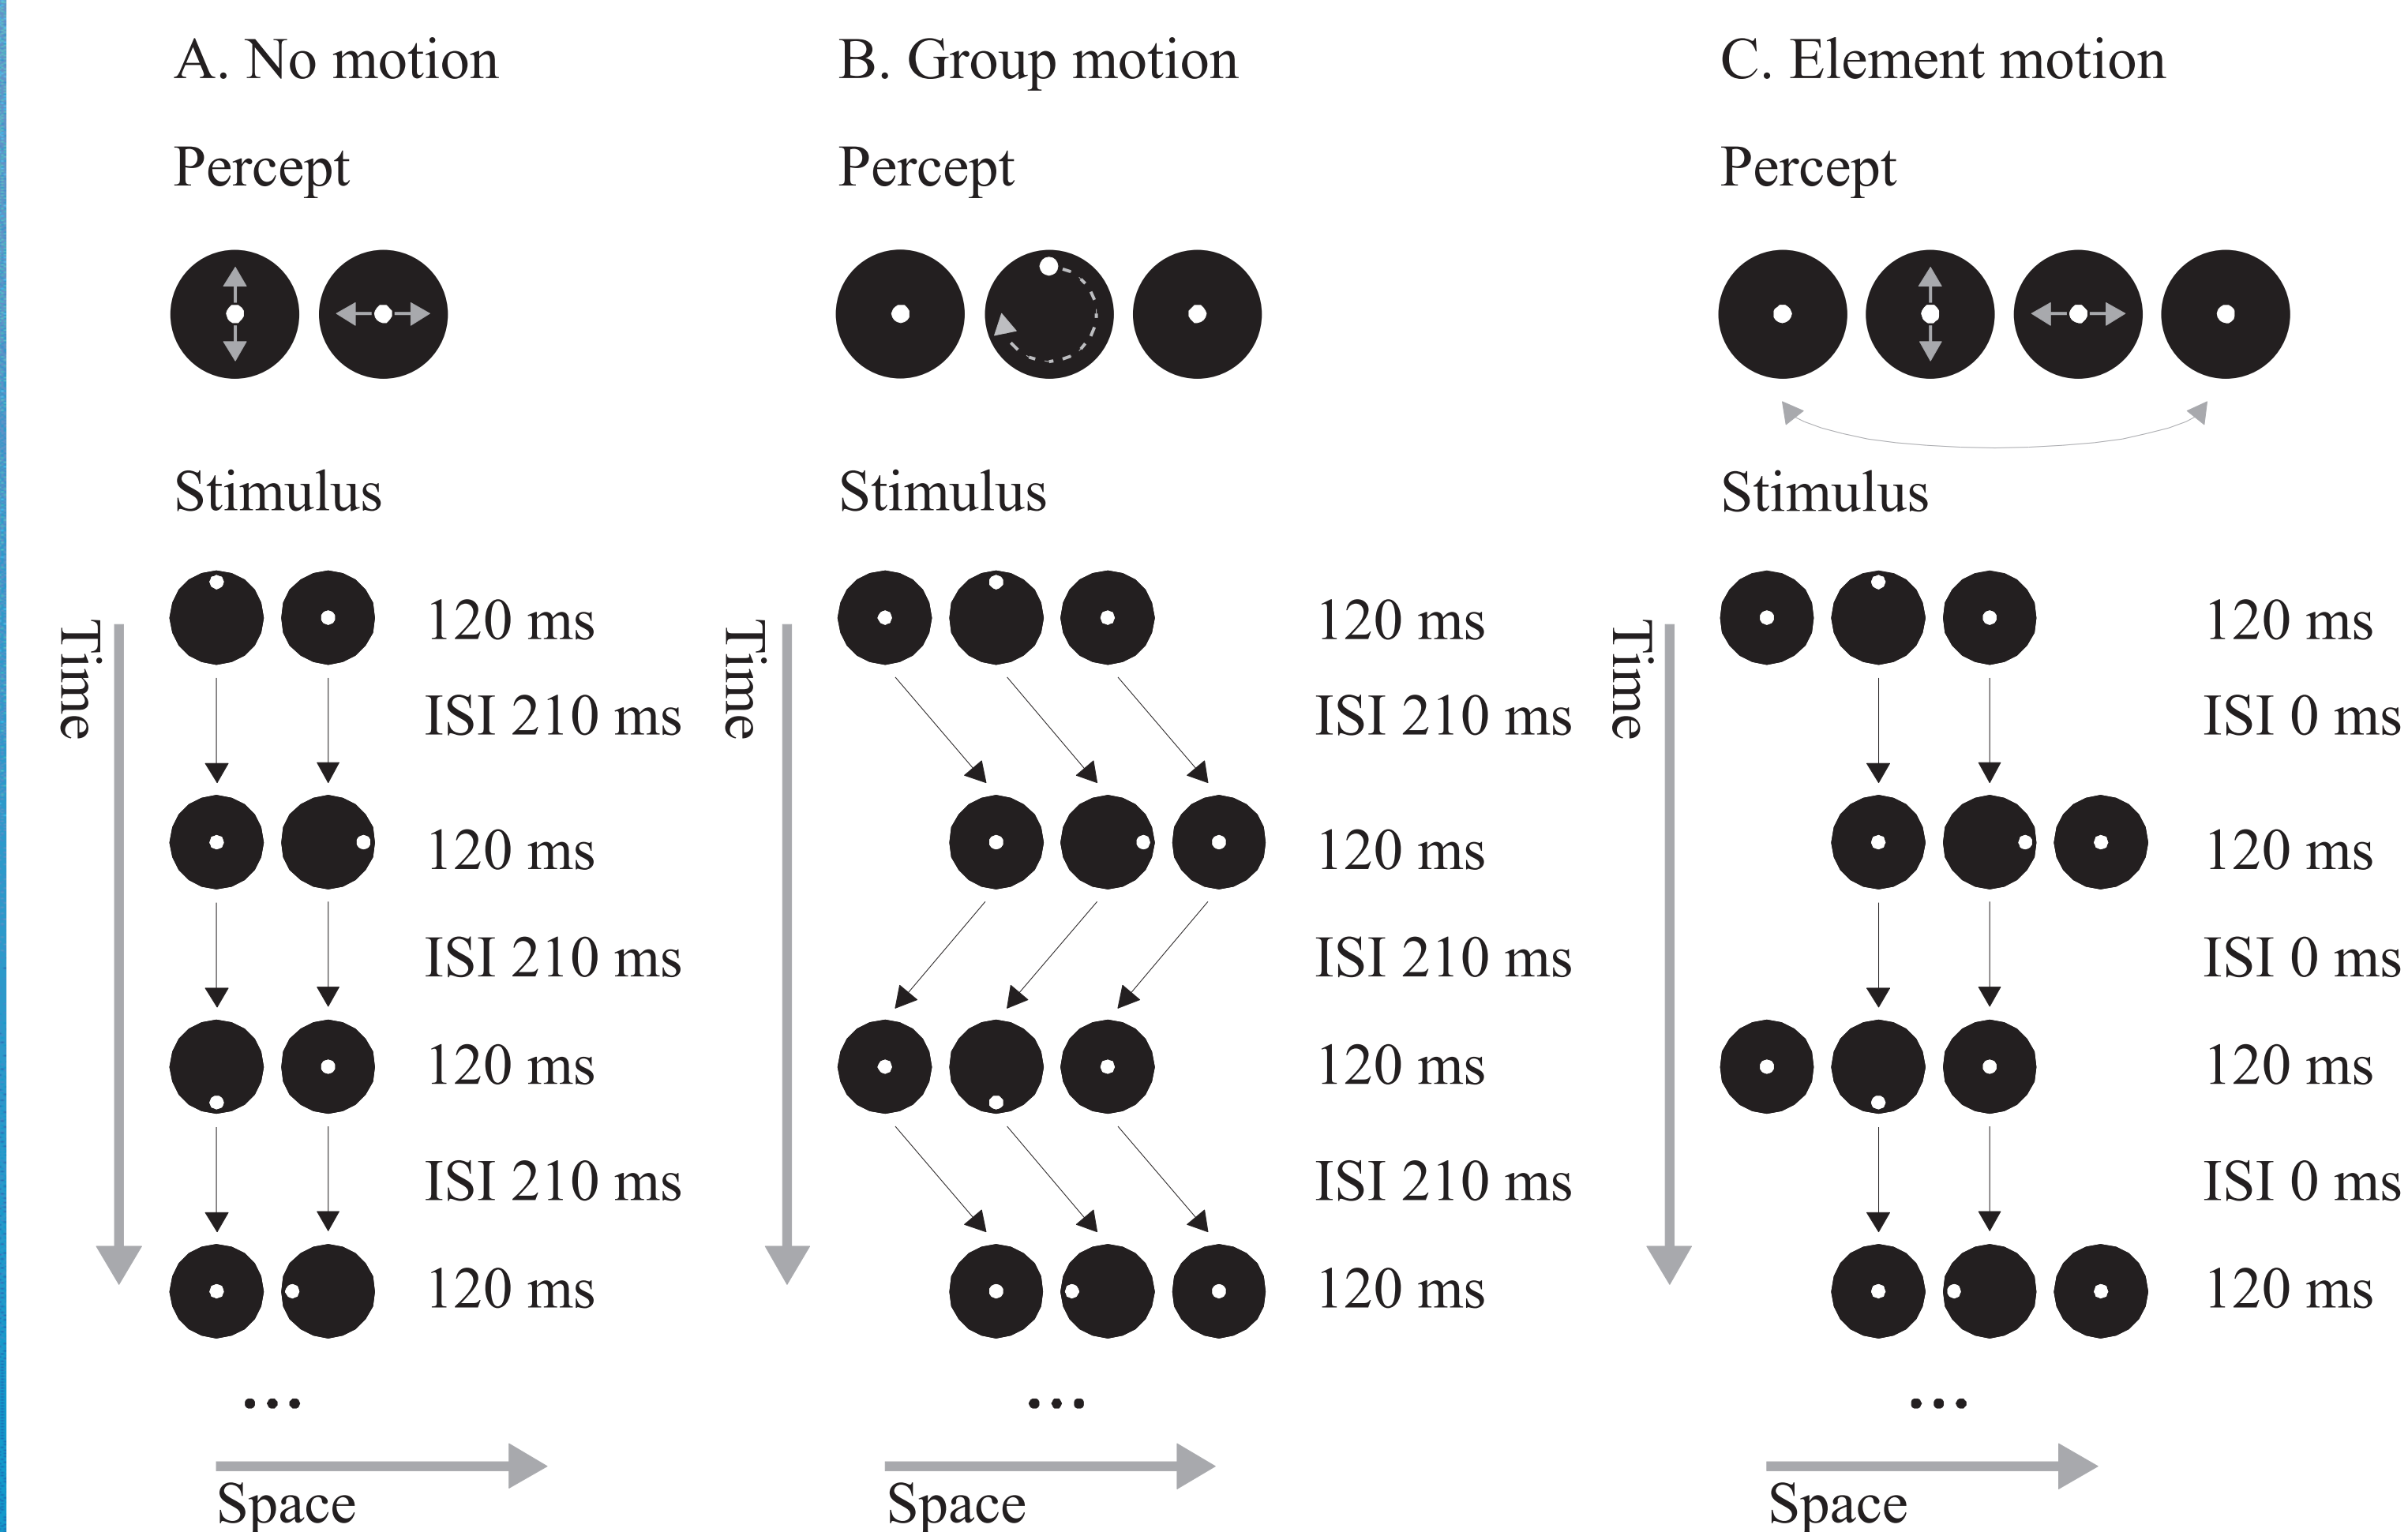 A. No motion
Percept
Stimulus
Time
120 ms
ISI 210 ms
120 ms
ISI 210 ms
120 ms
ISI 210 ms
120 ms
...
Space
B. Group motion
Percept
Stimulus
Time
120 ms
ISI 210 ms
120 ms
ISI 210 ms
120 ms
ISI 210 ms
120 ms
...
Space
C. Element motion
Percept
Stimulus
Time
120 ms
ISI 0 ms
120 ms
ISI 0 ms
120 ms
ISI 0 ms
120 ms
...
Space